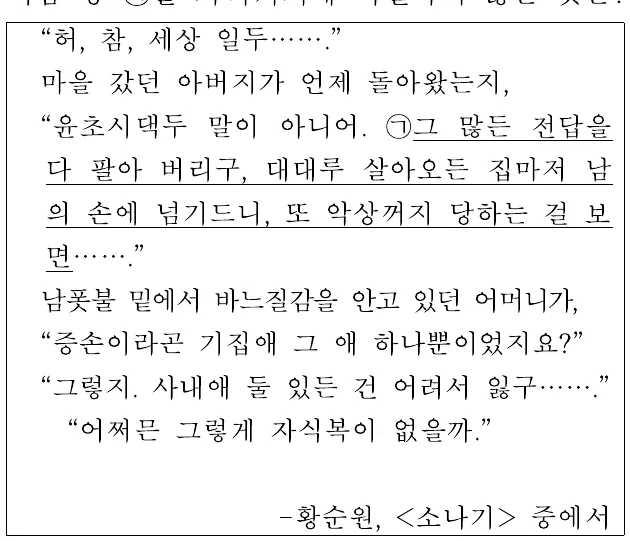 “허, 참, 세상 일두…….”
마을 갔던 아버지가 언제 돌아왔는지,
“윤초시댁두 말이 아니어. ㉠그 많든 전답을
다 팔아 버리구, 대대루 살아오든 집마저 남
의 손에 넘기드니, 또 악상꺼지 당하는 걸 보
면…….”
남폿불 밑에서 바느질감을 안고 있던 어머니가,
“증손이라곤 기집애 그 애 하나뿐이었지요?”
“그렇지. 사내애 둘 있든 건 어려서 잃구…….”
“어쩌믄 그렇게 자식복이 없을까.”
-황순원, <소나기> 중에서